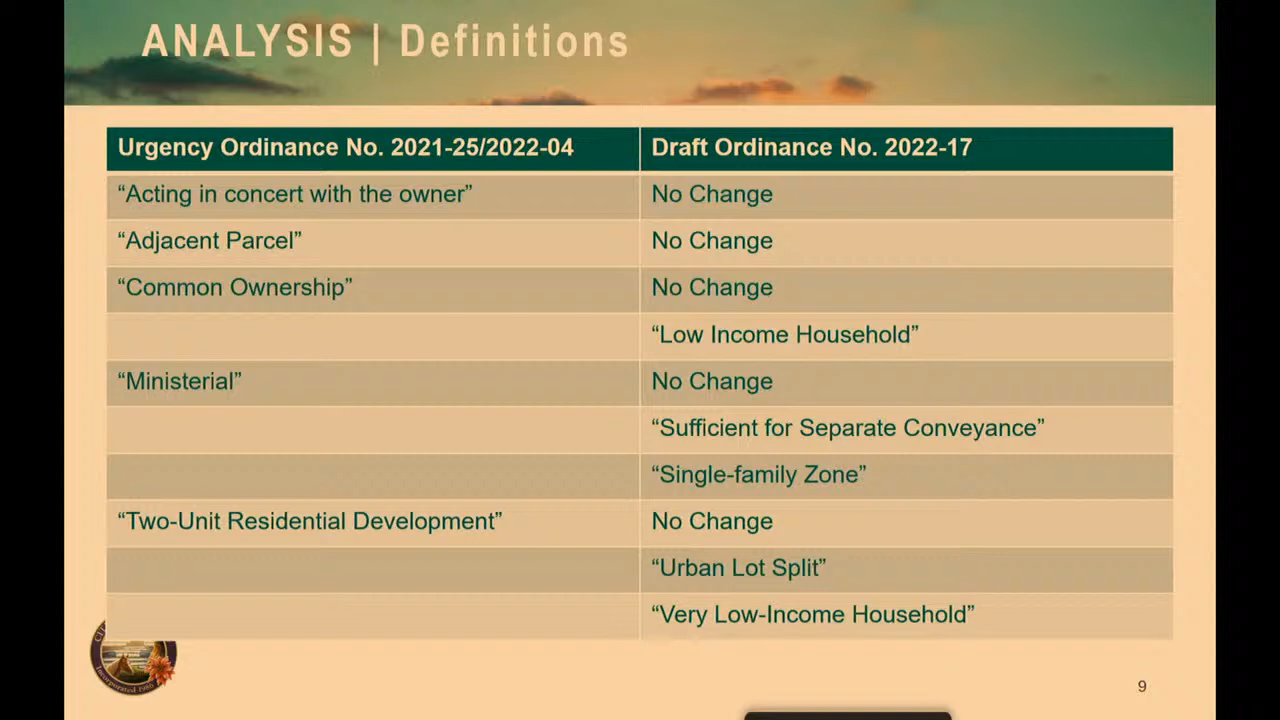 ANALYSIS | Definitions
Urgency Ordinance No. 2021-25/2022-04 Draft Ordinance No. 2022-17
“Acting in concert with the owner” No Change
“Adjacent Parcel” No Change
“Common Ownership” No Change
“Low Income Household”
“Ministerial” No Change
“Sufficient for Separate Conveyance”
“Single-family Zone”
“Two-Unit Residential Development” No Change
“Urban Lot Split”
“Very Low-Income Household”
Incorporated 1986
9